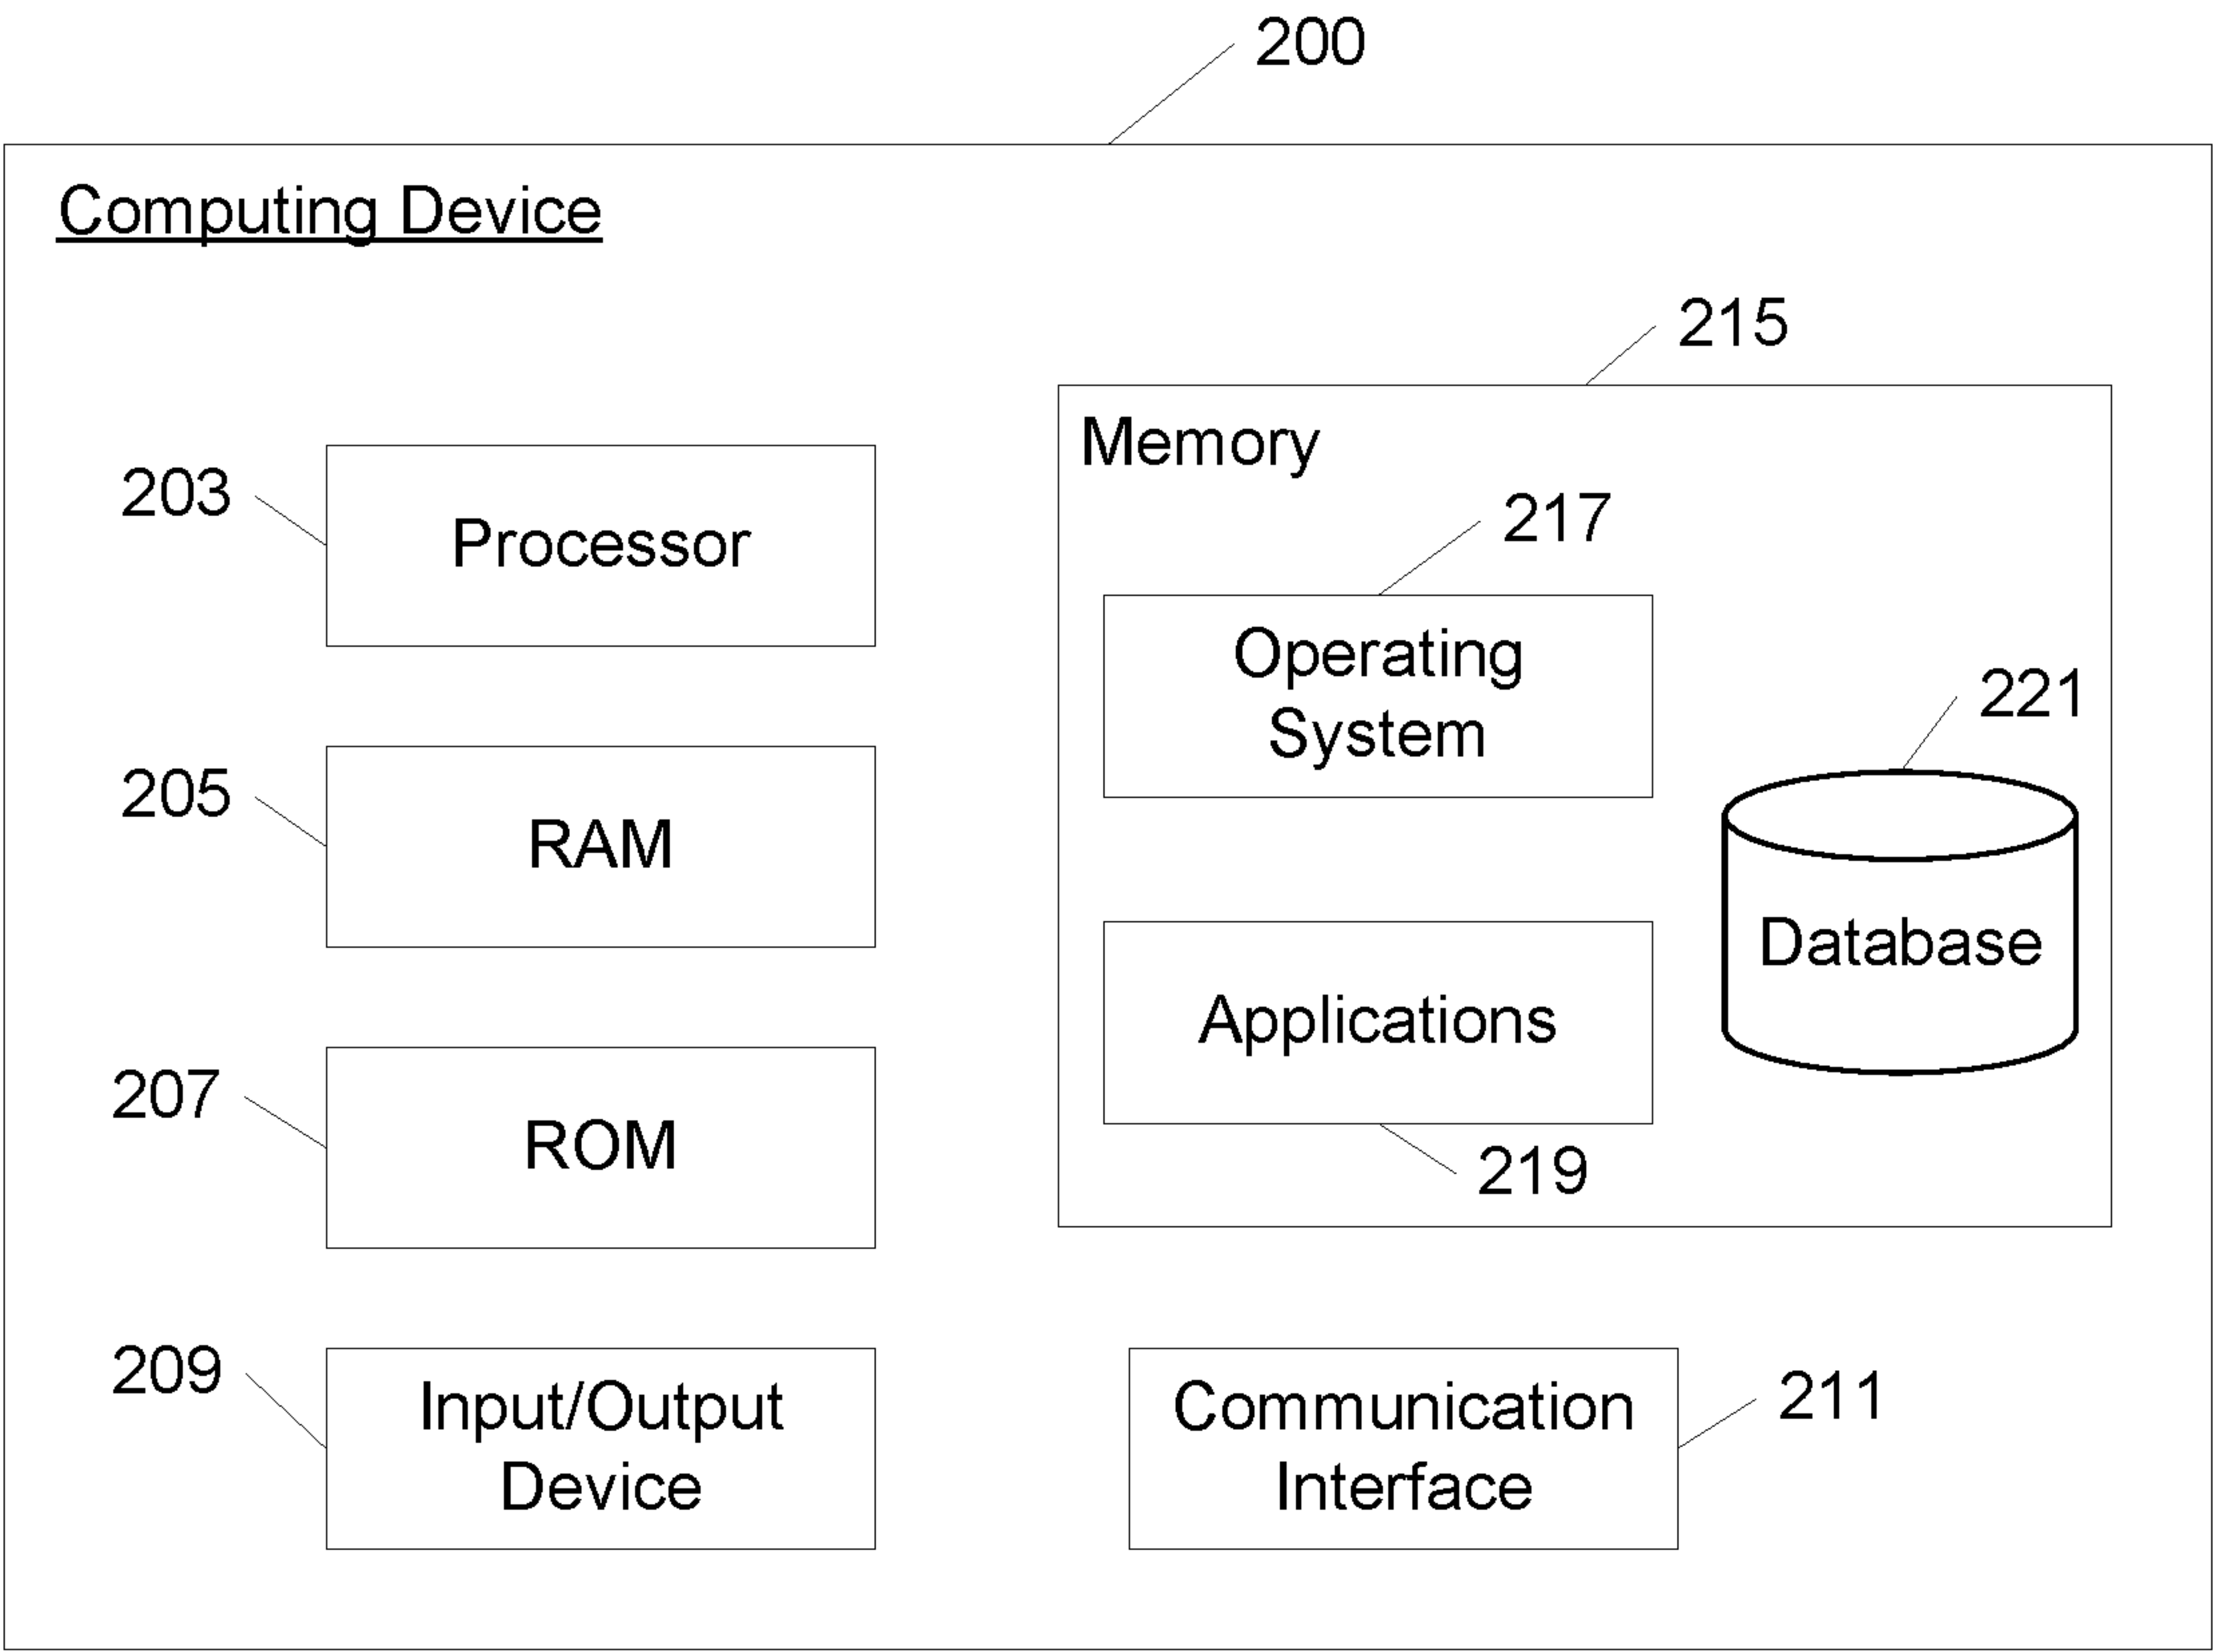 200
Computing Device
215
Memory
203
Processor
217
Operating
System
221
205
RAM
Database
Applications
207
ROM
219
209
Input/Output
Device
Communication
Interface
211